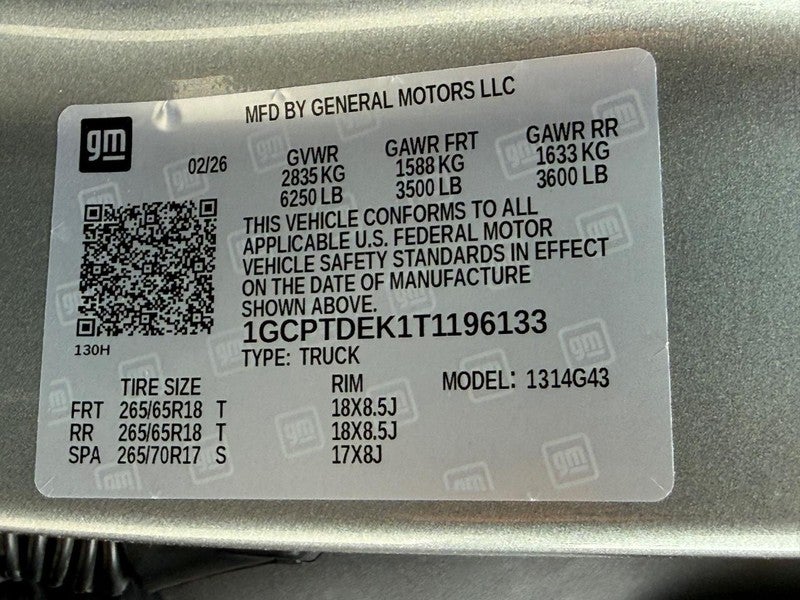 MFD BY GENERAL MOTORS LLC
gm
02/26
GVWR GAWR FRT GAWR RR
2835 KG 1588 KG 1633 KG
6250 LB 3500 LB 3600 LB
THIS VEHICLE CONFORMS TO ALL
APPLICABLE U.S. FEDERAL MOTOR
VEHICLE SAFETY STANDARDS IN EFFECT
ON THE DATE OF MANUFACTURE
SHOWN ABOVE.
1GCPTDEK1T1196133
130H
TYPE: TRUCK
TIRE SIZE RIM MODEL: 1314G43
FRT 265/65R18 T 18X8.5J
RR 265/65R18 T 18X8.5J
SPA 265/70R17 S 17X8J